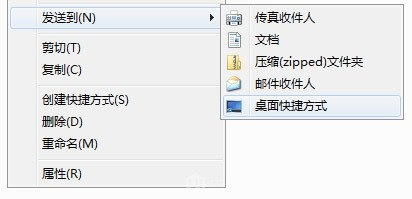 发送到(N)
剪切(T)
复制(C)
创建快捷方式(S)
删除(D)
重命名(M)
属性(R)
传真收件人
文档
压缩(zipped)文件夹
邮件收件人
桌面快捷方式